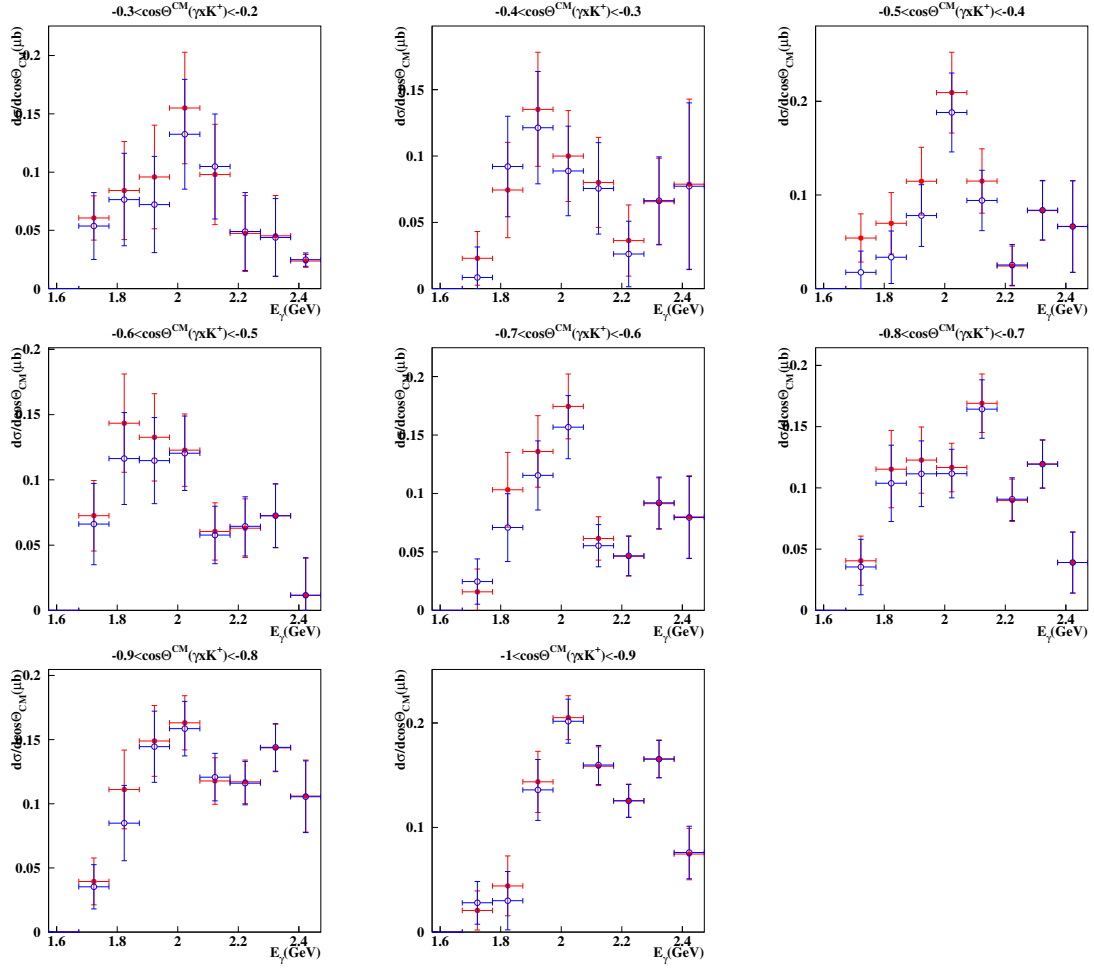 -0.3<cosΘ^CM(γxK⁺)<-0.2
dσ/dcosΘ_CM(μb)
0.2
0.15
0.1
0.05
0
1.6 1.8 2 2.2 2.4
E_γ(GeV)
-0.4<cosΘ^CM(γxK⁺)<-0.3
dσ/dcosΘ_CM(μb)
0.15
0.1
0.05
0
1.6 1.8 2 2.2 2.4
E_γ(GeV)
-0.5<cosΘ^CM(γxK⁺)<-0.4
dσ/dcosΘ_CM(μb)
0.2
0.1
0
1.6 1.8 2 2.2 2.4
E_γ(GeV)
-0.6<cosΘ^CM(γxK⁺)<-0.5
dσ/dcosΘ_CM(μb)
0.2
0.15
0.1
0.05
0
1.6 1.8 2 2.2 2.4
E_γ(GeV)
-0.7<cosΘ^CM(γxK⁺)<-0.6
dσ/dcosΘ_CM(μb)
0.2
0.15
0.1
0.05
0
1.6 1.8 2 2.2 2.4
E_γ(GeV)
-0.8<cosΘ^CM(γxK⁺)<-0.7
dσ/dcosΘ_CM(μb)
0.2
0.15
0.1
0.05
0
1.6 1.8 2 2.2 2.4
E_γ(GeV)
-0.9<cosΘ^CM(γxK⁺)<-0.8
dσ/dcosΘ_CM(μb)
0.2
0.15
0.1
0.05
0
1.6 1.8 2 2.2 2.4
E_γ(GeV)
-1<cosΘ^CM(γxK⁺)<-0.9
dσ/dcosΘ_CM(μb)
0.2
0.1
0
1.6 1.8 2 2.2 2.4
E_γ(GeV)